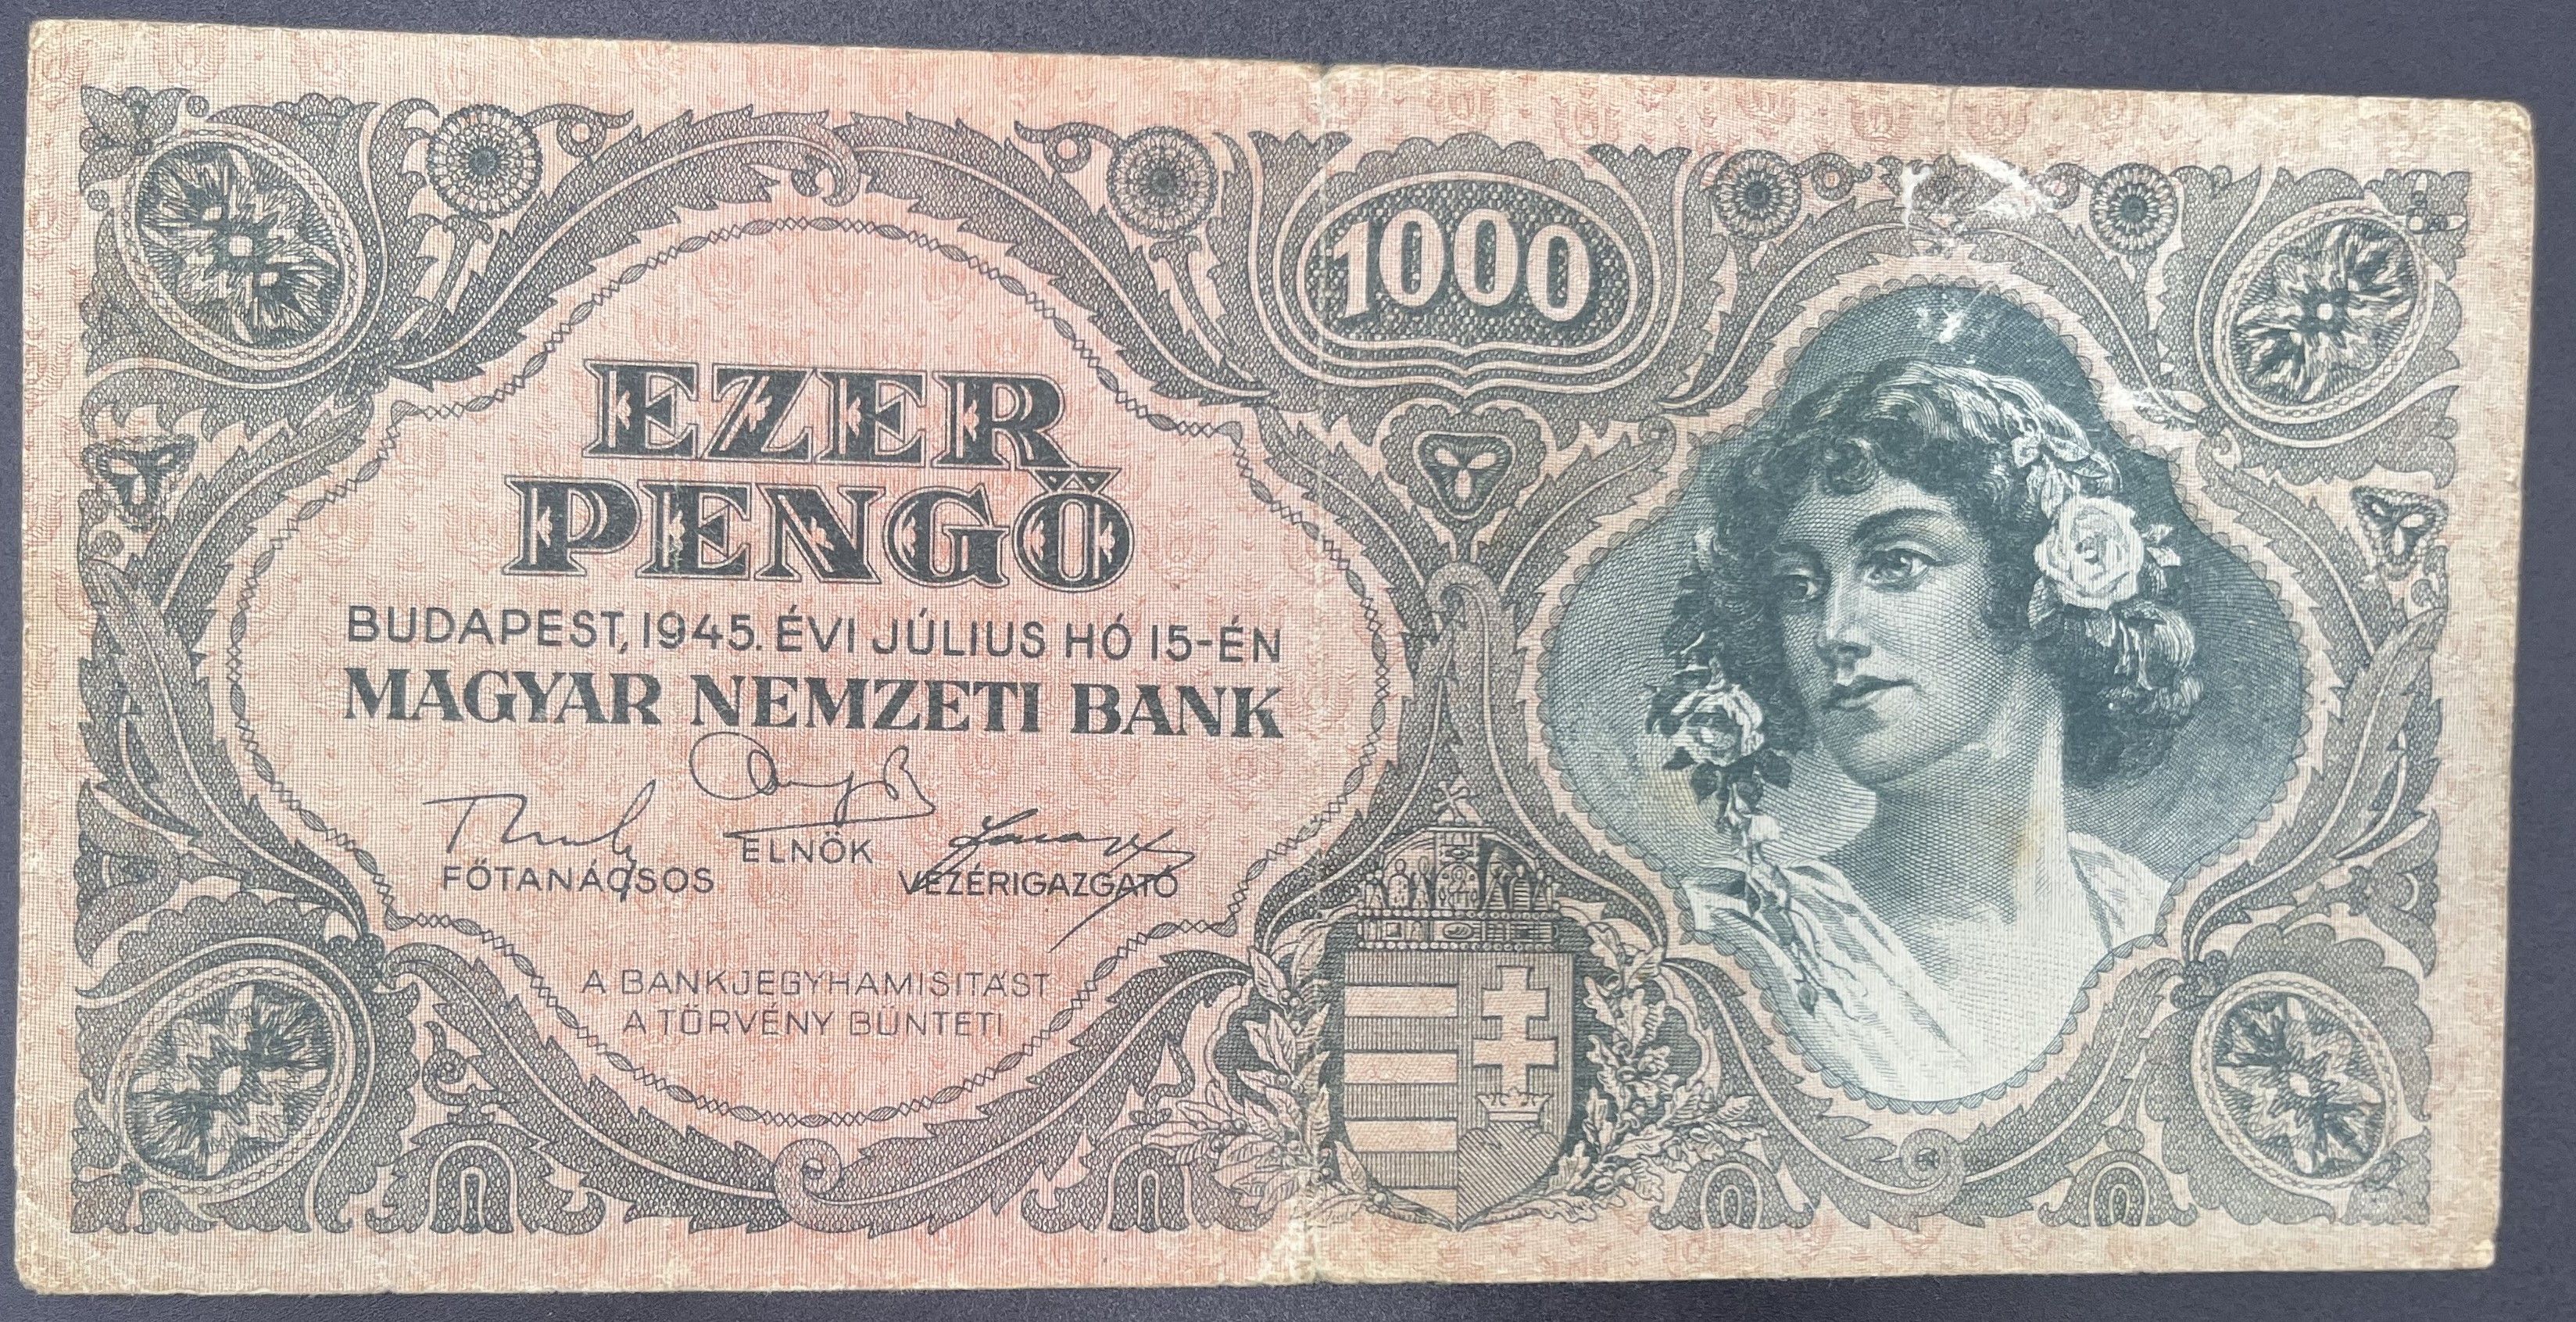 1000
EZER
PENGŐ
BUDAPEST, 1945. ÉVI JÚLIUS HÓ 15-ÉN
MAGYAR NEMZETI BANK
FŐTANÁCSOS
ELNÖK
VEZÉRIGAZGATÓ
A BANKJEGYHAMISITÁST
A TÖRVÉNY BÜNTETI